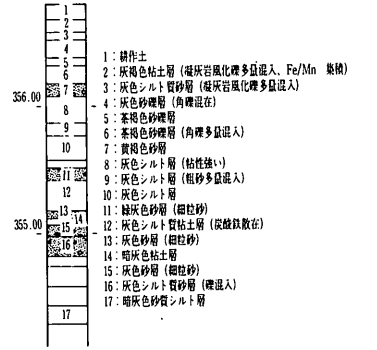 1
2
3
4
5
6
7
356.00
8
9
10
11
12
13
14
355.00
15
16
17
1：耕作土
2：灰褐色粘土層（凝灰岩風化礫多量混入、Fe/Mn 集積）
3：灰色シルト質砂層（凝灰岩風化礫多量混入）
4：灰色砂礫層（角礫混在）
5：茶褐色砂礫層
6：茶褐色砂礫層（角礫多量混入）
7：黄褐色砂層
8：灰色シルト層（粘性強い）
9：灰色シルト層（粗砂多量混入）
10：灰色シルト層
11：緑灰色砂層（細粒砂）
12：灰色シルト質粘土層（炭酸鉄散在）
13：灰色砂層（細粒砂）
14：暗灰色粘土層
15：灰色砂層（細粒砂）
16：灰色シルト質砂層（礫混入）
17：暗灰色砂質シルト層